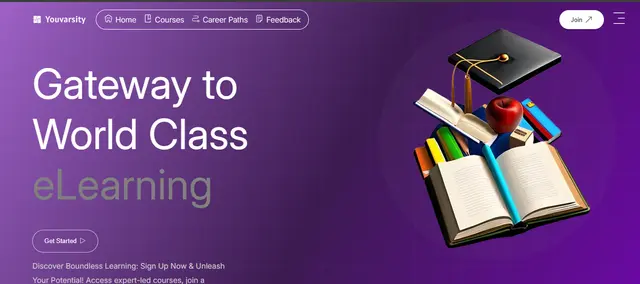 Youvarsity
Home Courses Career Paths Feedback
Join
Gateway to
World Class
eLearning
Get Started
Discover Boundless Learning: Sign Up Now & Unleash
Your Potential! Access expert-led courses, join a